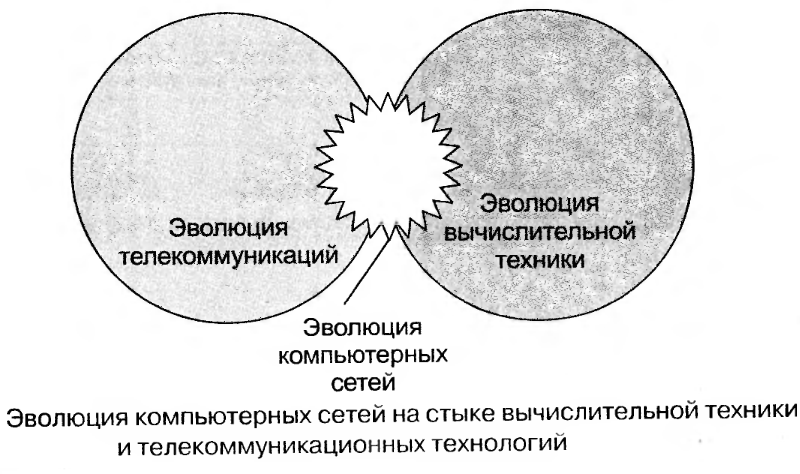 Эволюция
телекоммуникаций
Эволюция
вычислительной
техники
Эволюция
компьютерных
сетей
Эволюция компьютерных сетей на стыке вычислительной техники
и телекоммуникационных технологий